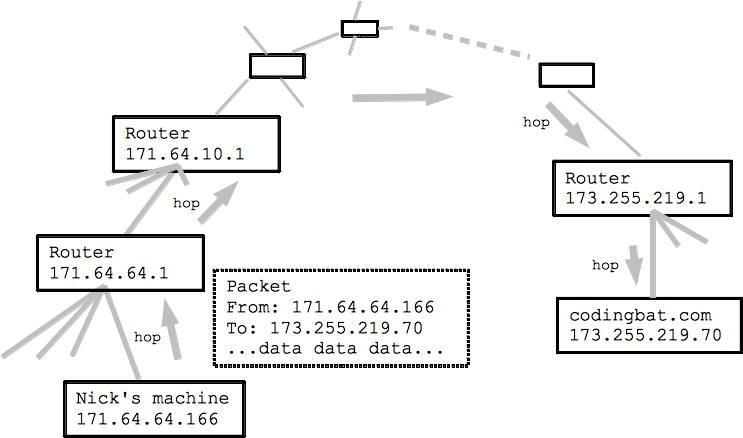 Router
171.64.10.1
hop
hop
Router
173.255.219.1
Router
171.64.64.1
hop
Packet
From: 171.64.64.166
To: 173.255.219.70
...data data data...
codingbat.com
173.255.219.70
hop
Nick's machine
171.64.64.166